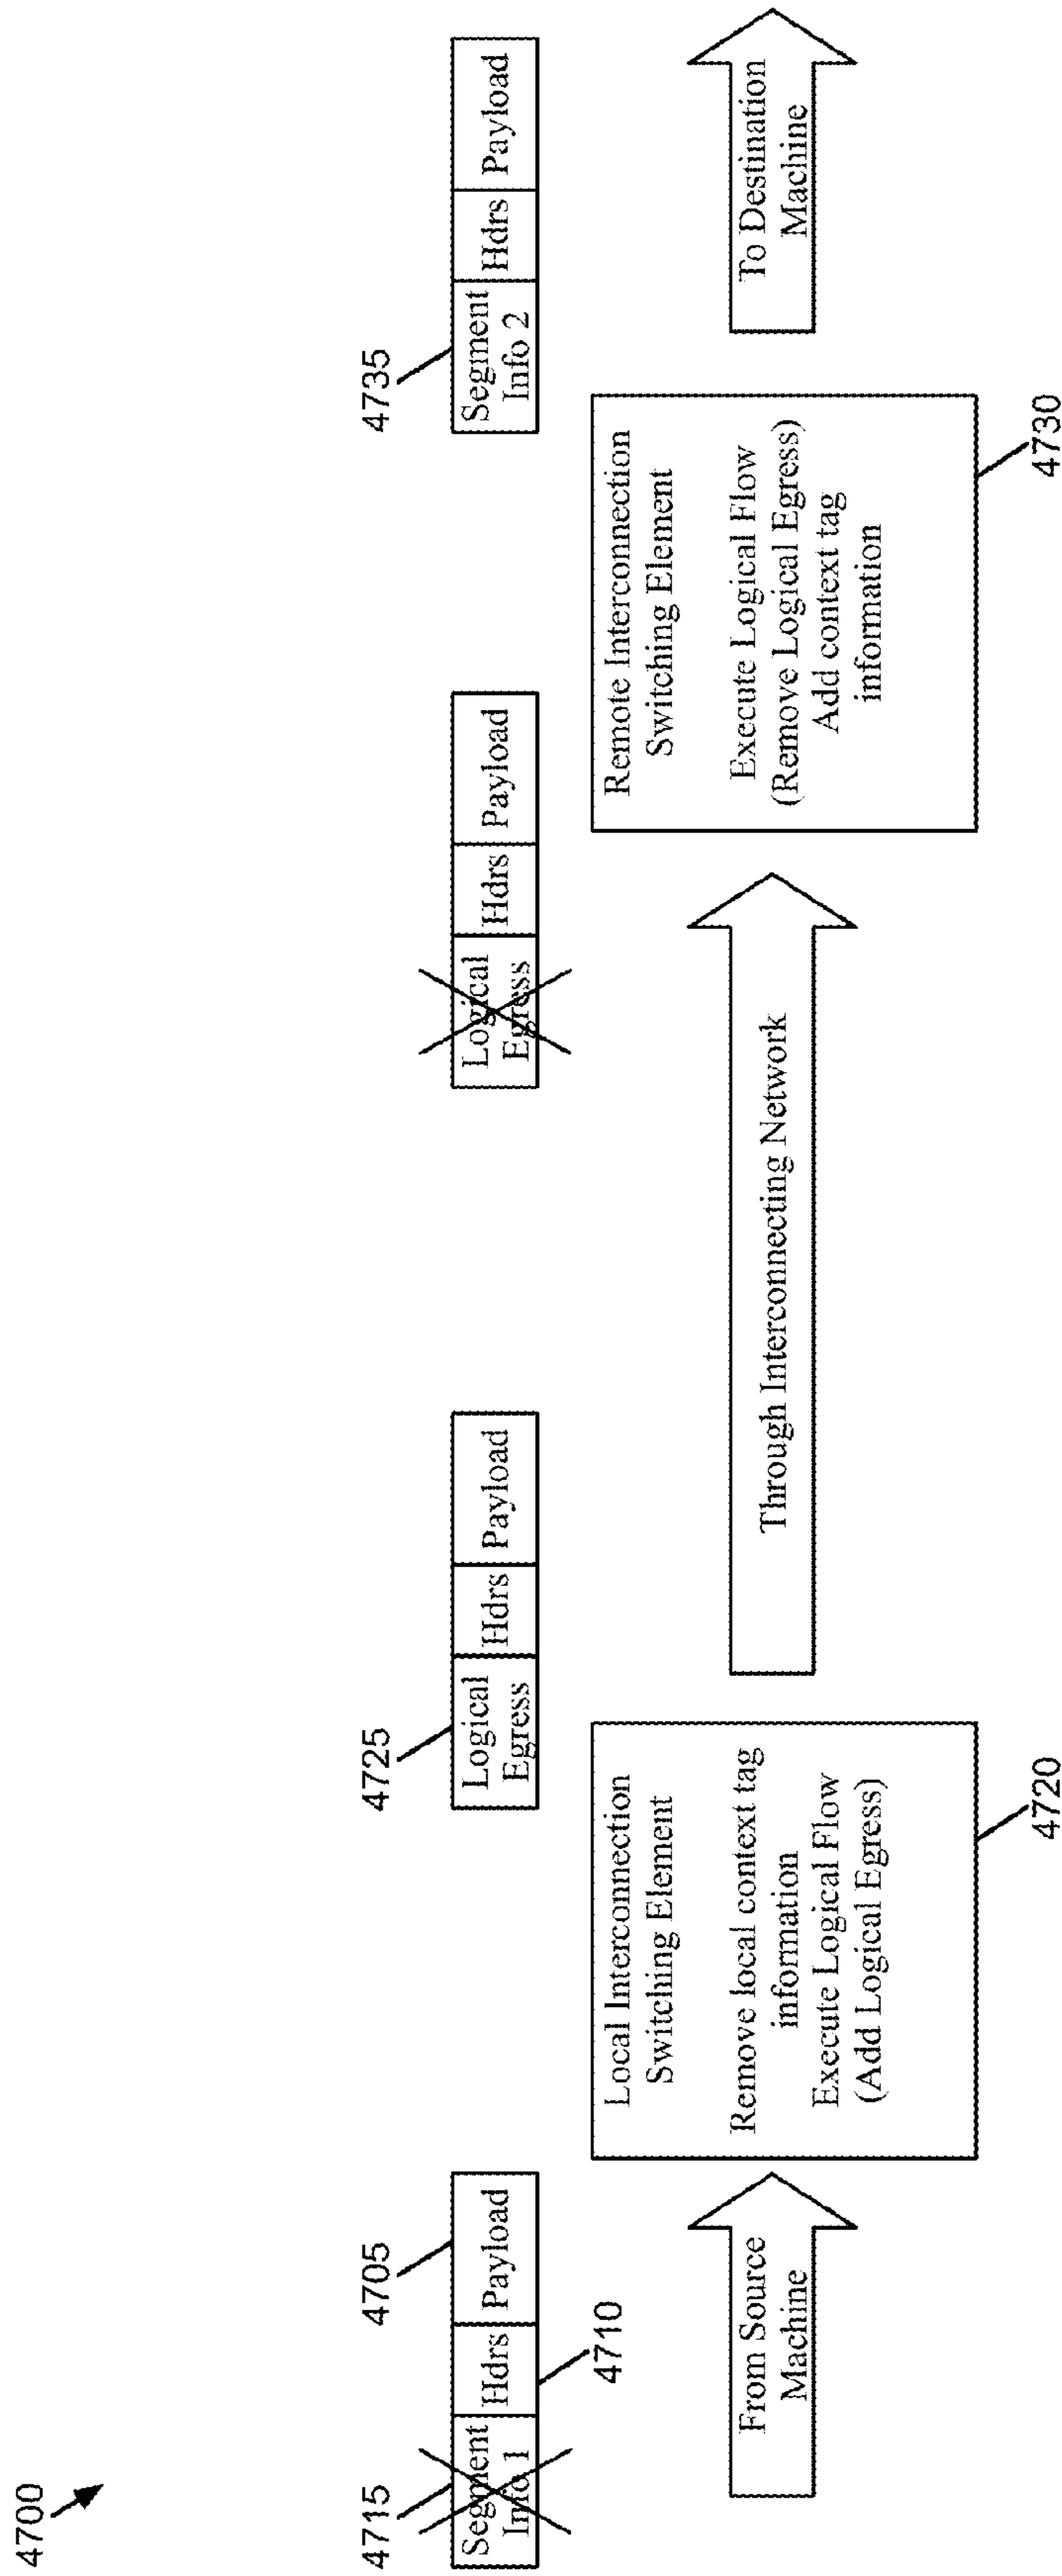 4700
4715
4705
4725
4735
Segment
Info 1
Hdrs
Payload
Logical
Egress
Hdrs
Payload
Logical
Egress
Hdrs
Payload
Segment
Info 2
Hdrs
Payload
4710
From Source
Machine
Local Interconnection
Switching Element
Remove local context tag
information
Execute Logical Flow
(Add Logical Egress)
4720
Through Interconnecting Network
Remote Interconnection
Switching Element
Execute Logical Flow
(Remove Logical Egress)
Add context tag
information
4730
To Destination
Machine